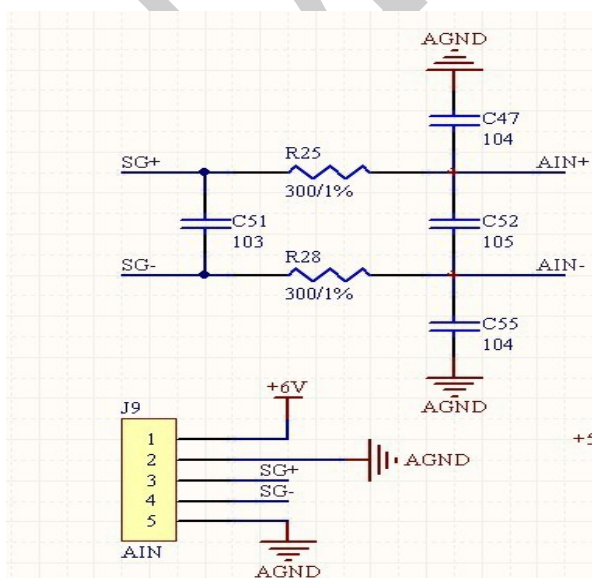 AGND
C47
104
SG+
R25
AIN+
300/1%
C51
103
C52
105
SG-
R28
AIN-
300/1%
C55
104
AGND
+6V
J9
1
2
AGND
SG+
3
SG-
4
5
AIN
AGND